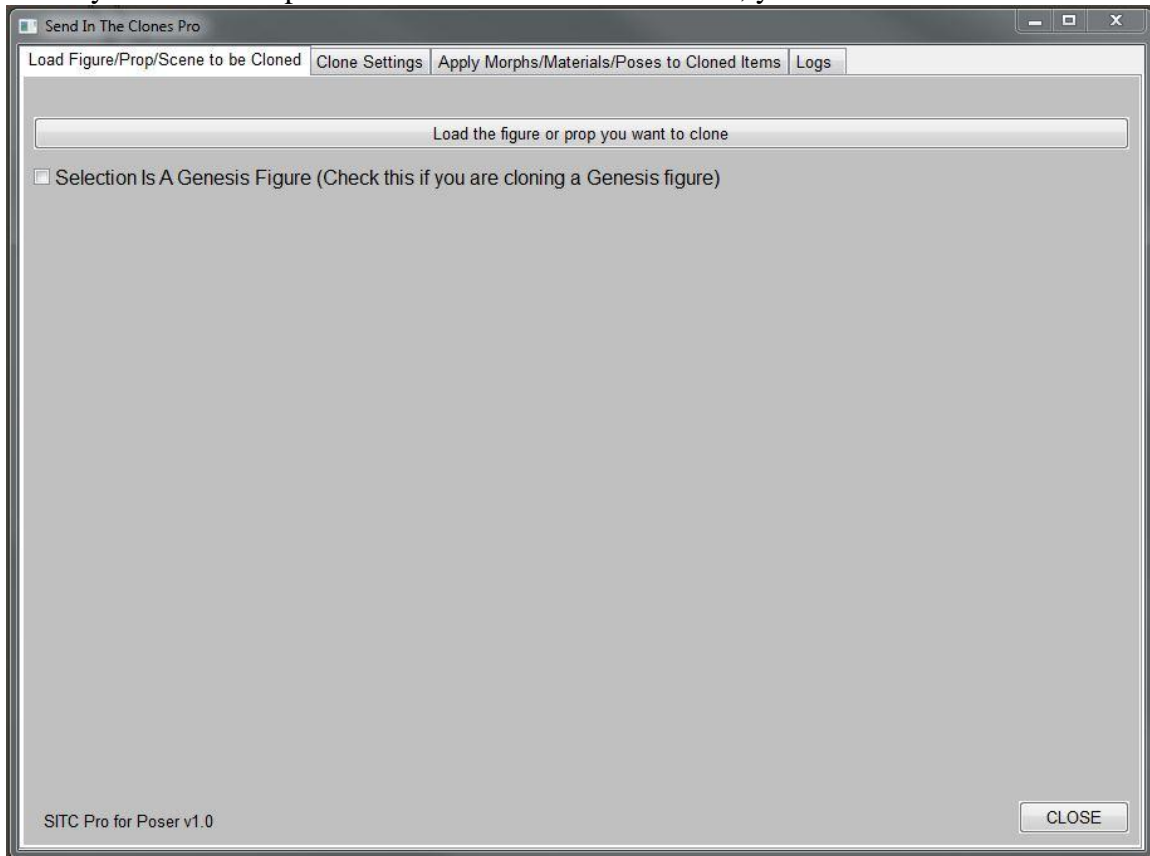 Send In The Clones Pro
Load Figure/Prop/Scene to be Cloned Clone Settings Apply Morphs/Materials/Poses to Cloned Items Logs
Load the figure or prop you want to clone
Selection Is A Genesis Figure (Check this if you are cloning a Genesis figure)
SITC Pro for Poser v1.0 CLOSE